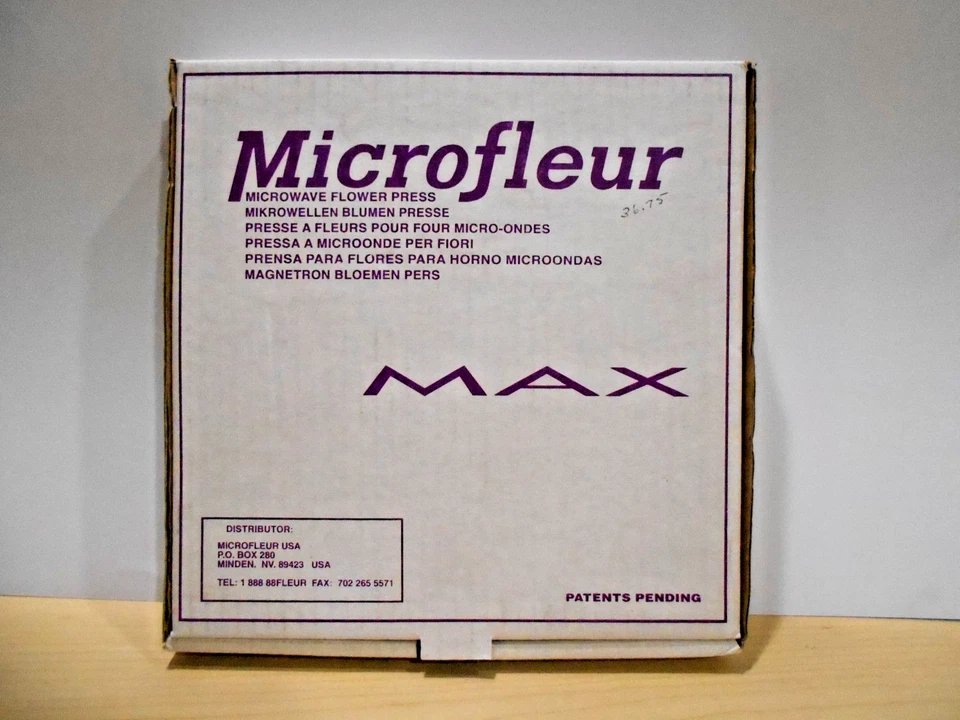 Microfleur
MICROWAVE FLOWER PRESS
36.75
MIKROWELLEN BLUMEN PRESSE
PRESSE A FLEURS POUR FOUR MICRO-ONDES
PRESSA A MICROONDE PER FIORI
PRENSA PARA FLORES PARA HORNO MICROONDAS
MAGNETRON BLOEMEN PERS
MAX
DISTRIBUTOR:
MICROFLEUR USA
P.O. BOX 280
MINDEN, NV. 89423 USA
TEL: 1 888 88FLEUR FAX: 702 265 5571
PATENTS PENDING